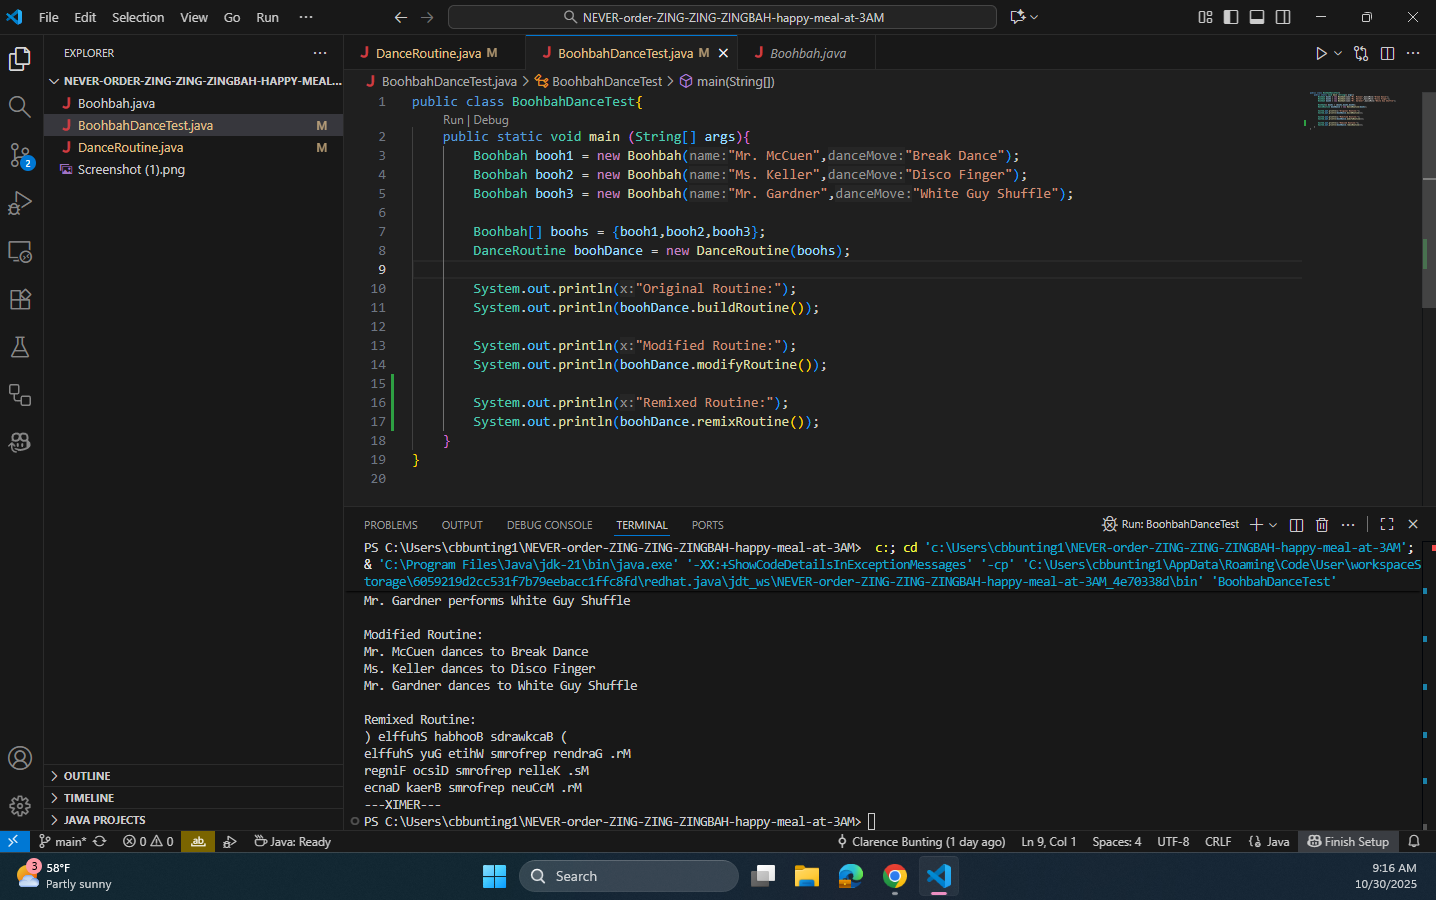 File Edit Selection View Go Run ···
NEVER-order-ZING-ZING-ZINGBAH-happy-meal-at-3AM
EXPLORER ···
NEVER-ORDER-ZING-ZING-ZINGBAH-HAPPY-MEAL...
J Boohbah.java
J BoohbahDanceTest.java M
J DanceRoutine.java M
Screenshot (1).png
2
OUTLINE
TIMELINE
JAVA PROJECTS
J DanceRoutine.java M
J BoohbahDanceTest.java M
J Boohbah.java
J BoohbahDanceTest.java > BoohbahDanceTest > main(String[])
1 public class BoohbahDanceTest{
Run | Debug
2 public static void main (String[] args){
3 Boohbah booh1 = new Boohbah(name:"Mr. McCuen",danceMove:"Break Dance");
4 Boohbah booh2 = new Boohbah(name:"Ms. Keller",danceMove:"Disco Finger");
5 Boohbah booh3 = new Boohbah(name:"Mr. Gardner",danceMove:"White Guy Shuffle");
6
7 Boohbah[] boohs = {booh1,booh2,booh3};
8 DanceRoutine boohDance = new DanceRoutine(boohs);
9
10 System.out.println(x:"Original Routine:");
11 System.out.println(boohDance.buildRoutine());
12
13 System.out.println(x:"Modified Routine:");
14 System.out.println(boohDance.modifyRoutine());
15
16 System.out.println(x:"Remixed Routine:");
17 System.out.println(boohDance.remixRoutine());
18 }
19 }
20
PROBLEMS OUTPUT DEBUG CONSOLE TERMINAL PORTS
Run: BoohbahDanceTest
PS C:\Users\cbbunting1\NEVER-order-ZING-ZING-ZINGBAH-happy-meal-at-3AM> c:; cd 'c:\Users\cbbunting1\NEVER-order-ZING-ZING-ZINGBAH-happy-meal-at-3AM';
& 'C:\Program Files\Java\jdk-21\bin\java.exe' '-XX:+ShowCodeDetailsInExceptionMessages' '-cp' 'C:\Users\cbbunting1\AppData\Roaming\Code\User\workspaceS
torage\6059219d2cc531f7b79eebacc1ffc8fd\redhat.java\jdt_ws\NEVER-order-ZING-ZING-ZINGBAH-happy-meal-at-3AM_4e70338d\bin' 'BoohbahDanceTest'
Mr. Gardner performs White Guy Shuffle
Modified Routine:
Mr. McCuen dances to Break Dance
Ms. Keller dances to Disco Finger
Mr. Gardner dances to White Guy Shuffle
Remixed Routine:
) elffuhS habhooB sdrawkcaB (
elffuhS yuG etihW smrofrep rendraG .rM
regniF ocsiD smrofrep relleK .sM
ecnaD kaerB smrofrep neuCcM .rM
---XIMER---
PS C:\Users\cbbunting1\NEVER-order-ZING-ZING-ZINGBAH-happy-meal-at-3AM>
main* 0 0 ab Java: Ready Clarence Bunting (1 day ago) Ln 9, Col 1 Spaces: 4 UTF-8 CRLF {} Java Finish Setup
3
58°F
Partly sunny
Search
9:16 AM
10/30/2025